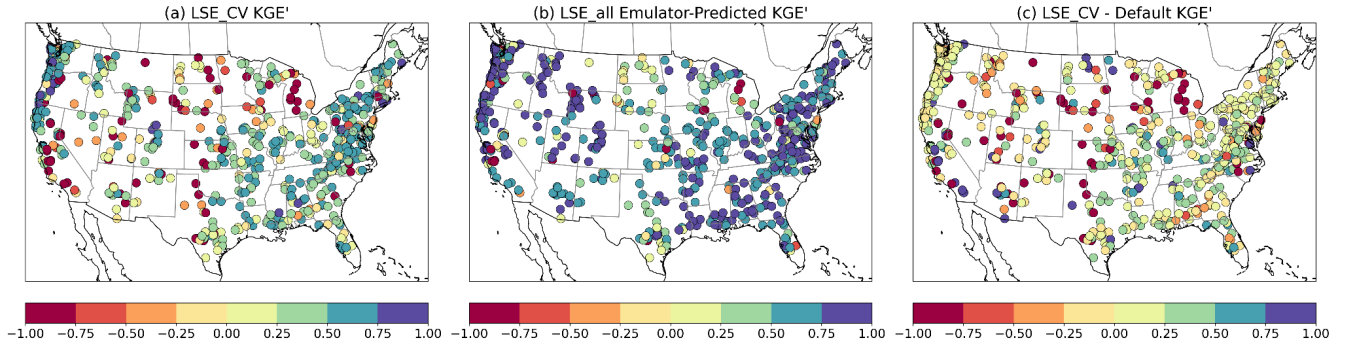 (a) LSE_CV KGE'
(b) LSE_all Emulator-Predicted KGE'
(c) LSE_CV - Default KGE'
−1.00 −0.75 −0.50 −0.25 0.00 0.25 0.50 0.75 1.00
−1.00 −0.75 −0.50 −0.25 0.00 0.25 0.50 0.75 1.00
−1.00 −0.75 −0.50 −0.25 0.00 0.25 0.50 0.75 1.00